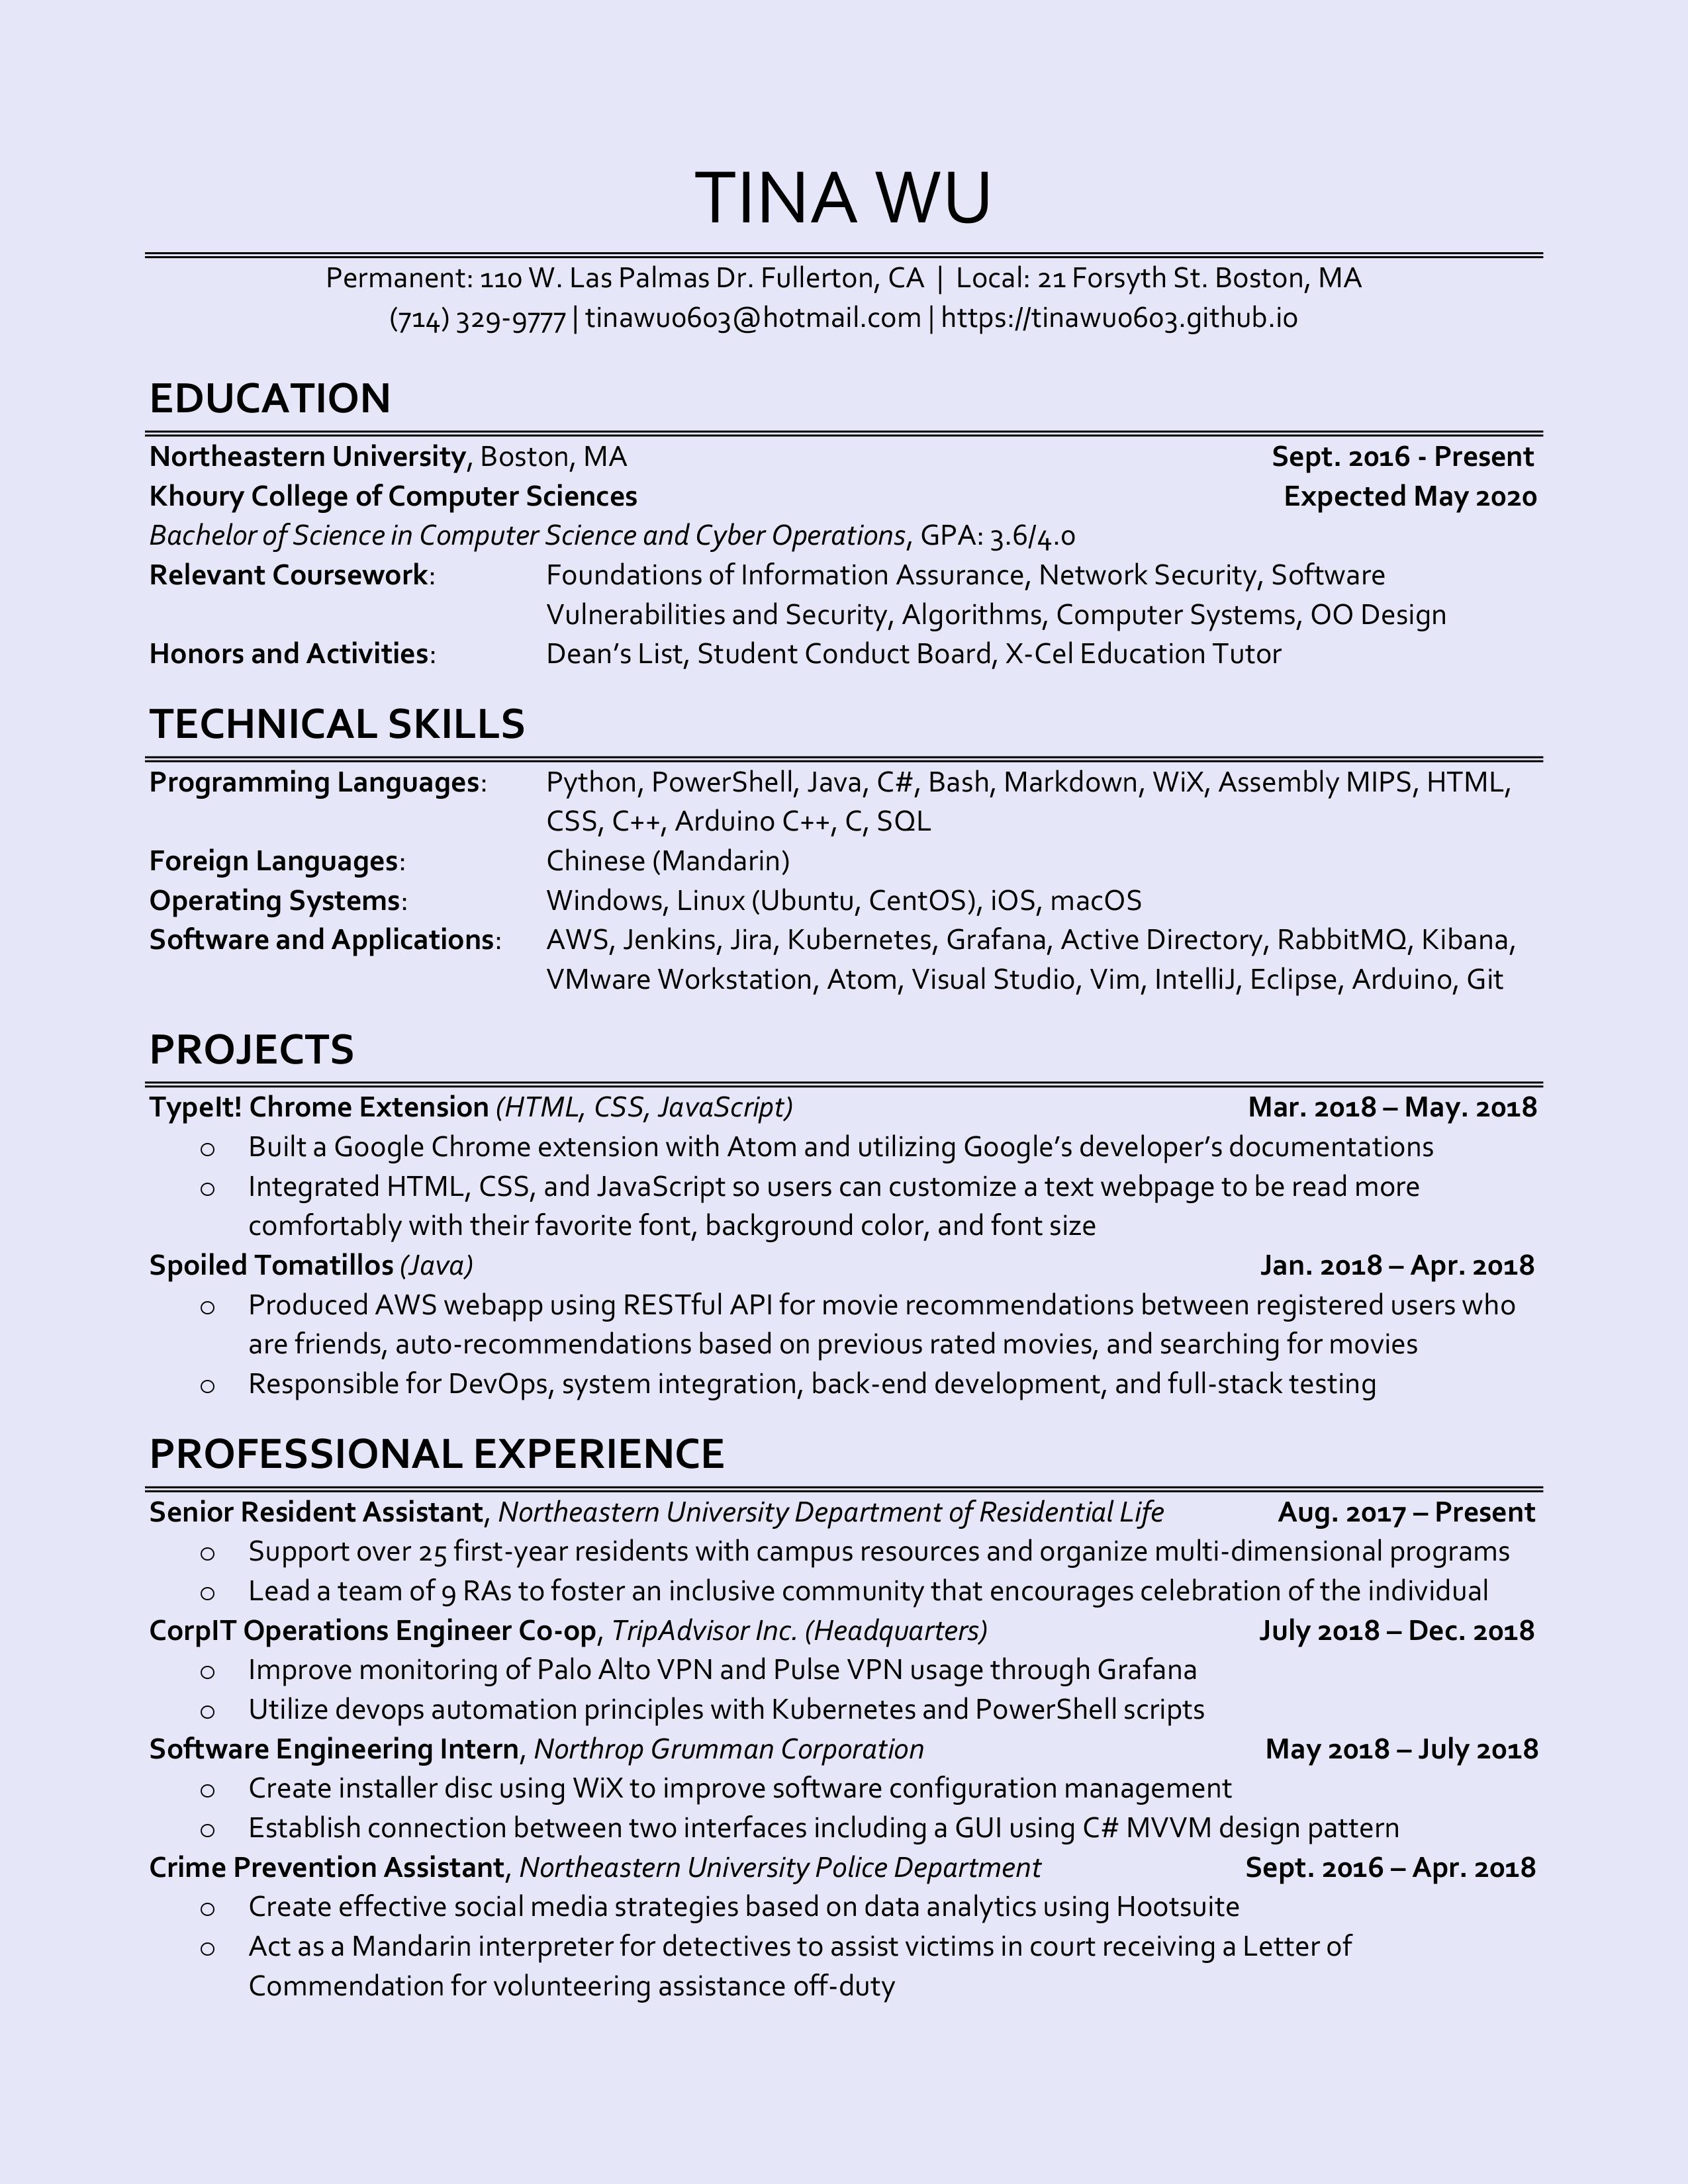 TINA WU
Permanent: 110 W. Las Palmas Dr. Fullerton, CA | Local: 21 Forsyth St. Boston, MA
(714) 329-9777 | tinawu0603@hotmail.com | https://tinawu0603.github.io
EDUCATION
Northeastern University, Boston, MA Sept. 2016 - Present
Khoury College of Computer Sciences Expected May 2020
Bachelor of Science in Computer Science and Cyber Operations, GPA: 3.6/4.0
Relevant Coursework: Foundations of Information Assurance, Network Security, Software
Vulnerabilities and Security, Algorithms, Computer Systems, OO Design
Honors and Activities: Dean’s List, Student Conduct Board, X-Cel Education Tutor
TECHNICAL SKILLS
Programming Languages: Python, PowerShell, Java, C#, Bash, Markdown, WiX, Assembly MIPS, HTML,
CSS, C++, Arduino C++, C, SQL
Foreign Languages: Chinese (Mandarin)
Operating Systems: Windows, Linux (Ubuntu, CentOS), iOS, macOS
Software and Applications: AWS, Jenkins, Jira, Kubernetes, Grafana, Active Directory, RabbitMQ, Kibana,
VMware Workstation, Atom, Visual Studio, Vim, IntelliJ, Eclipse, Arduino, Git
PROJECTS
TypeIt! Chrome Extension (HTML, CSS, JavaScript) Mar. 2018 – May. 2018
o Built a Google Chrome extension with Atom and utilizing Google’s developer’s documentations
o Integrated HTML, CSS, and JavaScript so users can customize a text webpage to be read more
comfortably with their favorite font, background color, and font size
Spoiled Tomatillos (Java) Jan. 2018 – Apr. 2018
o Produced AWS webapp using RESTful API for movie recommendations between registered users who
are friends, auto-recommendations based on previous rated movies, and searching for movies
o Responsible for DevOps, system integration, back-end development, and full-stack testing
PROFESSIONAL EXPERIENCE
Senior Resident Assistant, Northeastern University Department of Residential Life Aug. 2017 – Present
o Support over 25 first-year residents with campus resources and organize multi-dimensional programs
o Lead a team of 9 RAs to foster an inclusive community that encourages celebration of the individual
CorpIT Operations Engineer Co-op, TripAdvisor Inc. (Headquarters) July 2018 – Dec. 2018
o Improve monitoring of Palo Alto VPN and Pulse VPN usage through Grafana
o Utilize devops automation principles with Kubernetes and PowerShell scripts
Software Engineering Intern, Northrop Grumman Corporation May 2018 – July 2018
o Create installer disc using WiX to improve software configuration management
o Establish connection between two interfaces including a GUI using C# MVVM design pattern
Crime Prevention Assistant, Northeastern University Police Department Sept. 2016 – Apr. 2018
o Create effective social media strategies based on data analytics using Hootsuite
o Act as a Mandarin interpreter for detectives to assist victims in court receiving a Letter of
Commendation for volunteering assistance off-duty